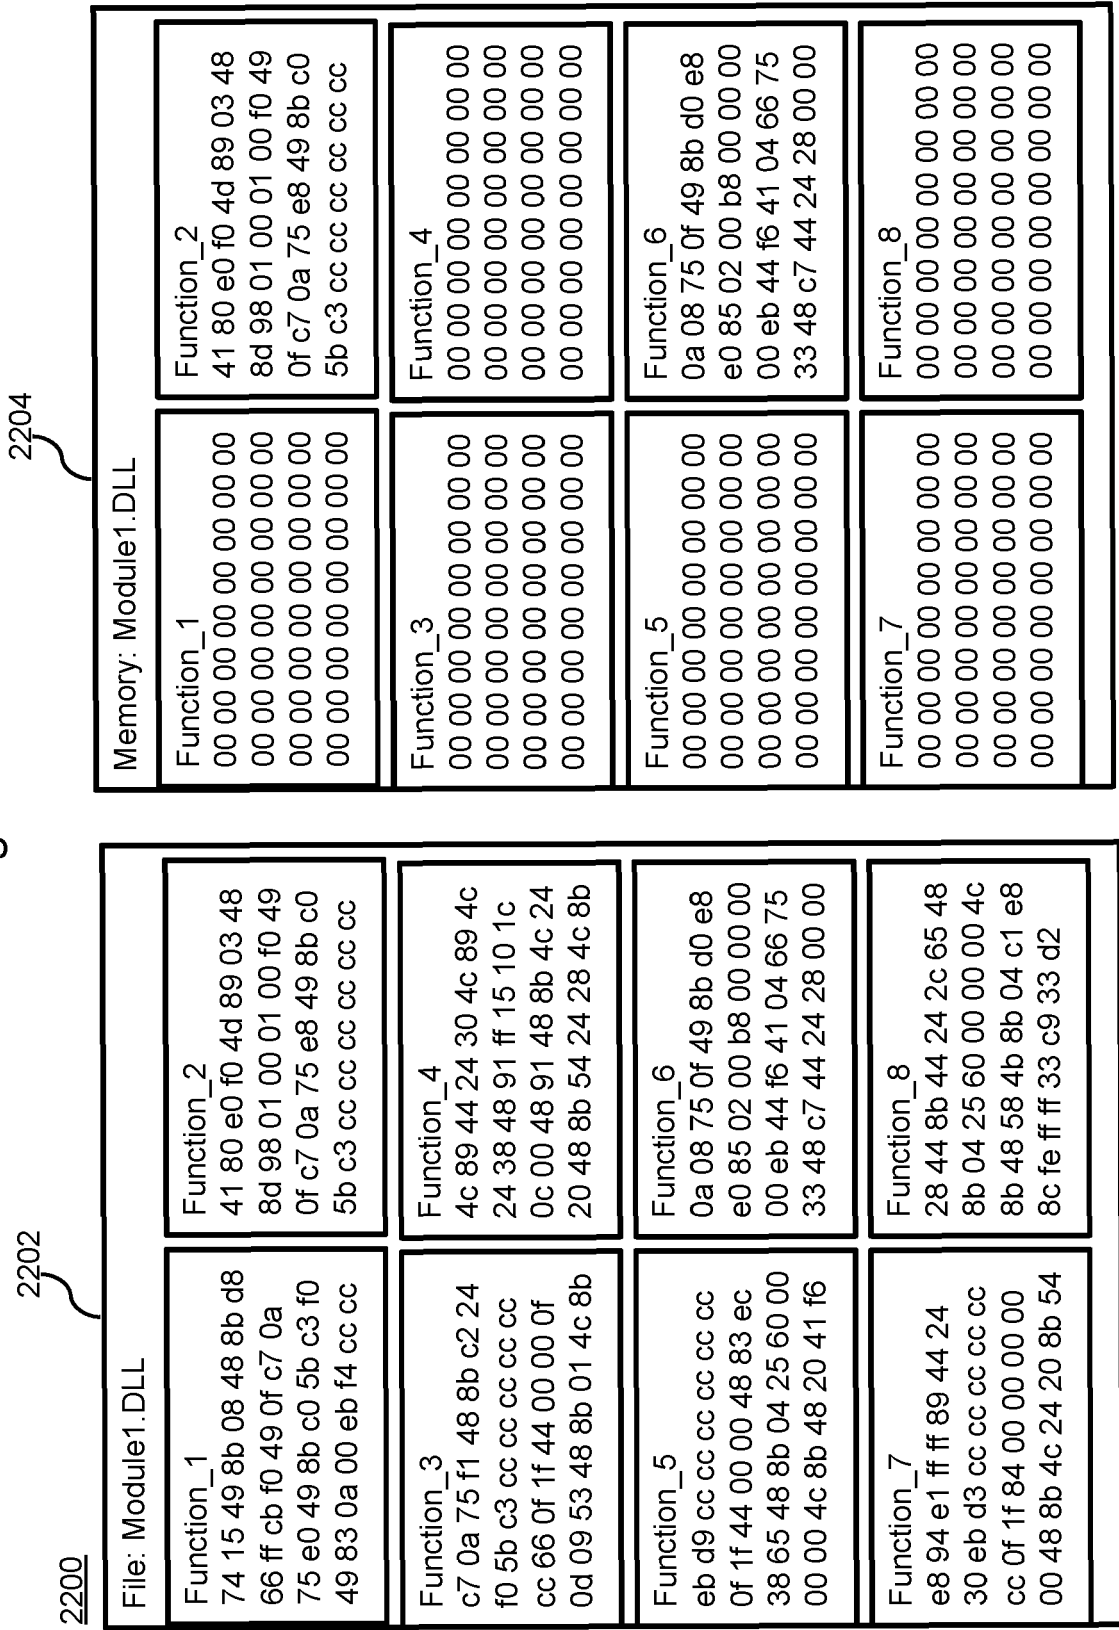 2200
2202
File: Module1.DLL
Function_1
74 15 49 8b 08 48 8b d8
66 ff cb f0 49 0f c7 0a
75 e0 49 8b c0 5b c3 f0
49 83 0a 00 eb f4 cc cc
Function_2
41 80 e0 f0 4d 89 03 48
8d 98 01 00 01 00 f0 49
0f c7 0a 75 e8 49 8b c0
5b c3 cc cc cc cc cc cc
Function_3
c7 0a 75 f1 48 8b c2 24
f0 5b c3 cc cc cc cc cc
cc 66 0f 1f 44 00 00 0f
0d 09 53 48 8b 01 4c 8b
Function_4
4c 89 44 24 30 4c 89 4c
24 38 48 91 ff 15 10 1c
0c 00 48 91 48 8b 4c 24
20 48 8b 54 24 28 4c 8b
Function_5
eb d9 cc cc cc cc cc cc
0f 1f 44 00 00 48 83 ec
38 65 48 8b 04 25 60 00
00 00 4c 8b 48 20 41 f6
Function_6
0a 08 75 0f 49 8b d0 e8
e0 85 02 00 b8 00 00 00
00 eb 44 f6 41 04 66 75
33 48 c7 44 24 28 00 00
Function_7
e8 94 e1 ff ff 89 44 24
30 eb d3 cc cc cc cc cc
cc 0f 1f 84 00 00 00 00
00 48 8b 4c 24 20 8b 54
Function_8
28 44 8b 44 24 2c 65 48
8b 04 25 60 00 00 00 4c
8b 48 58 4b 8b 04 c1 e8
8c fe ff ff 33 c9 33 d2
2204
Memory: Module1.DLL
Function_1
00 00 00 00 00 00 00 00
00 00 00 00 00 00 00 00
00 00 00 00 00 00 00 00
00 00 00 00 00 00 00 00
Function_2
41 80 e0 f0 4d 89 03 48
8d 98 01 00 01 00 f0 49
0f c7 0a 75 e8 49 8b c0
5b c3 cc cc cc cc cc cc
Function_3
00 00 00 00 00 00 00 00
00 00 00 00 00 00 00 00
00 00 00 00 00 00 00 00
00 00 00 00 00 00 00 00
Function_4
00 00 00 00 00 00 00 00
00 00 00 00 00 00 00 00
00 00 00 00 00 00 00 00
00 00 00 00 00 00 00 00
Function_5
00 00 00 00 00 00 00 00
00 00 00 00 00 00 00 00
00 00 00 00 00 00 00 00
00 00 00 00 00 00 00 00
Function_6
0a 08 75 0f 49 8b d0 e8
e0 85 02 00 b8 00 00 00
00 eb 44 f6 41 04 66 75
33 48 c7 44 24 28 00 00
Function_7
00 00 00 00 00 00 00 00
00 00 00 00 00 00 00 00
00 00 00 00 00 00 00 00
00 00 00 00 00 00 00 00
Function_8
00 00 00 00 00 00 00 00
00 00 00 00 00 00 00 00
00 00 00 00 00 00 00 00
00 00 00 00 00 00 00 00